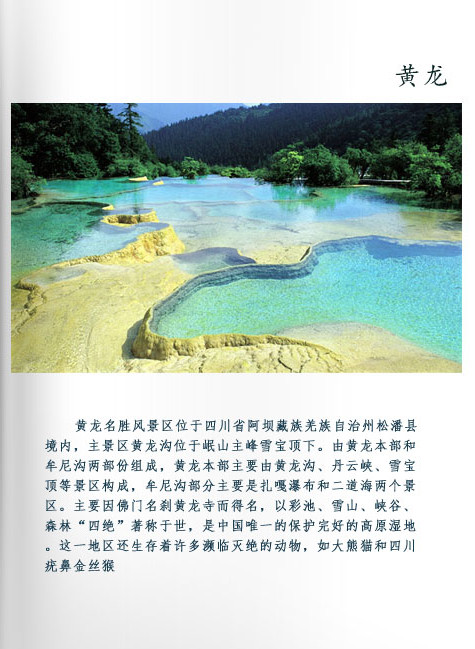 黄龙
黄龙名胜风景区位于四川省阿坝藏族羌族自治州松潘县
境内，主景区黄龙沟位于岷山主峰雪宝顶下。由黄龙本部和
牟尼沟两部份组成，黄龙本部主要由黄龙沟、丹云峡、雪宝
顶等景区构成，牟尼沟部分主要是扎嘎瀑布和二道海两个景
区。主要因佛门名刹黄龙寺而得名，以彩池、雪山、峡谷、
森林“四绝”著称于世，是中国唯一的保护完好的高原湿地
。这一地区还生存着许多濒临灭绝的动物，如大熊猫和四川
疣鼻金丝猴